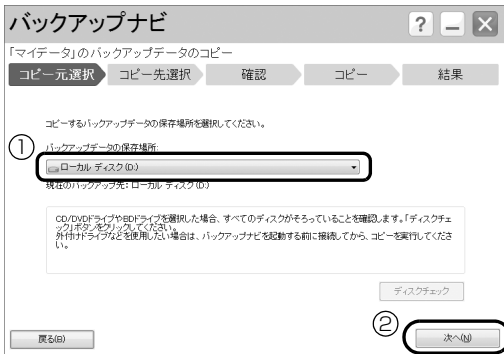 バックアップナビ
? – ×
「マイデータ」のバックアップデータのコピー
コピー元選択 コピー先選択 確認 コピー 結果
コピーするバックアップデータの保存場所を選択してください。
① バックアップデータの保存場所:
ローカル ディスク (D:)
現在のバックアップ先: ローカル ディスク (D:)
CD/DVDドライブやBDドライブを選択した場合、すべてのディスクがそろっていることを確認します。「ディスクチェ
ック」ボタンをクリックしてください。
外付けドライブなどを使用したい場合は、バックアップナビを起動する前に接続してから、コピーを実行してくださ
い。
ディスクチェック
②
戻る(B) 次へ(N)